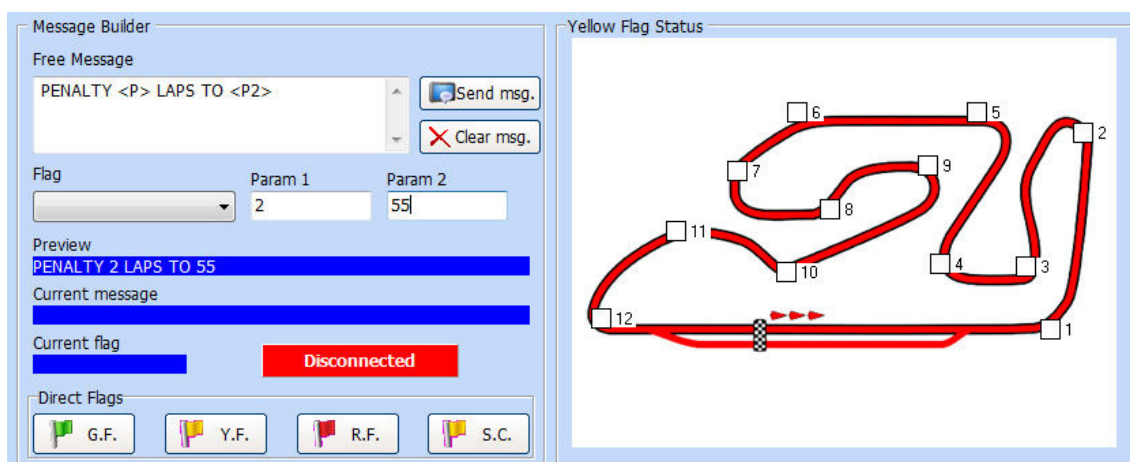 Message Builder
Free Message
PENALTY <P> LAPS TO <P2>
Send msg.
Clear msg.
Flag
Param 1
Param 2
2
55
Preview
PENALTY 2 LAPS TO 55
Current message
Current flag
Disconnected
Direct Flags
G.F.
Y.F.
R.F.
S.C.
Yellow Flag Status
6
5
2
7
9
8
11
4
3
10
12
1